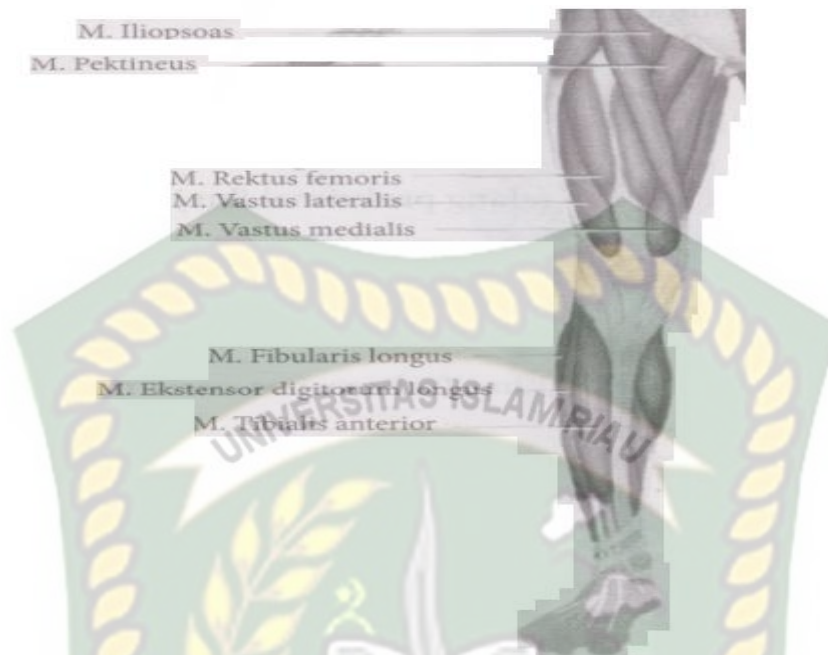 M. Iliopsoas
M. Pektineus
M. Rektus femoris
M. Vastus lateralis
M. Vastus medialis
M. Fibularis longus
M. Ekstensor digitorum longus
M. Tibialis anterior
UNIVERSITAS ISLAM RIAU